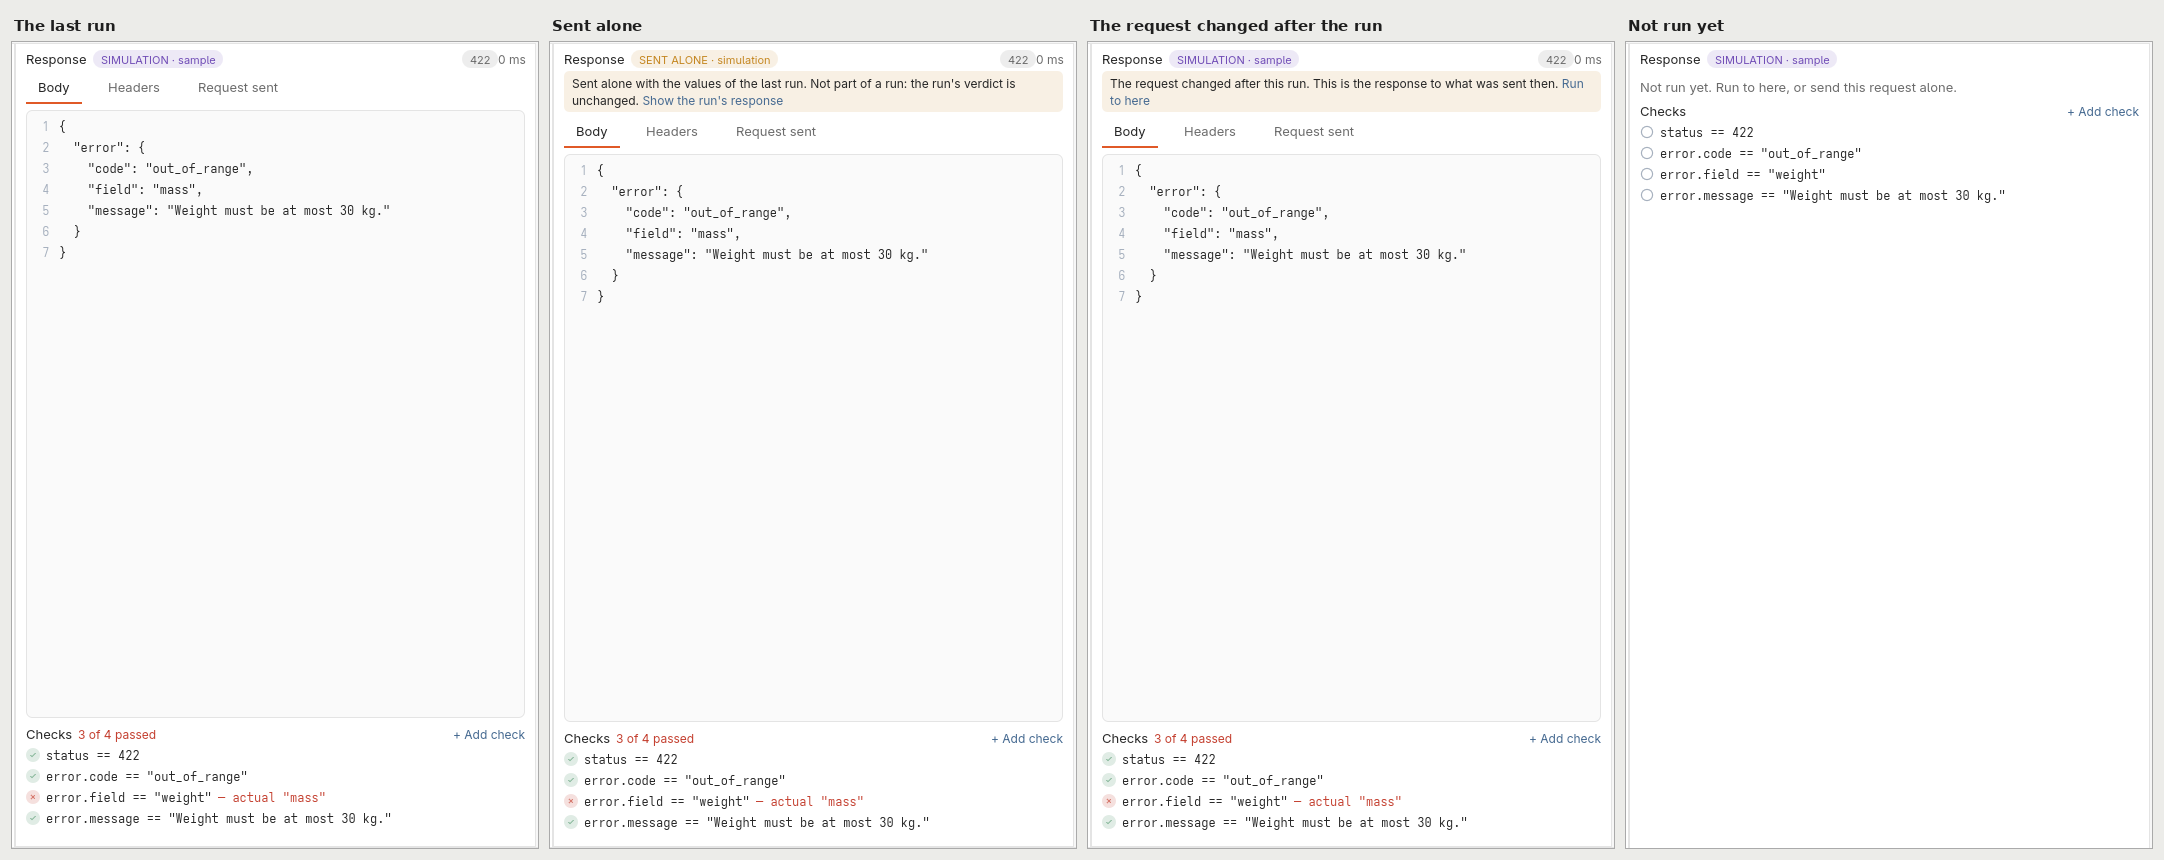 The last run
Response SIMULATION · sample 422 0 ms
Body Headers Request sent
1 {
2 "error": {
3 "code": "out_of_range",
4 "field": "mass",
5 "message": "Weight must be at most 30 kg."
6 }
7 }
Checks 3 of 4 passed + Add check
status == 422
error.code == "out_of_range"
error.field == "weight" — actual "mass"
error.message == "Weight must be at most 30 kg."
Sent alone
Response SENT ALONE · simulation 422 0 ms
Sent alone with the values of the last run. Not part of a run: the run's verdict is
unchanged. Show the run's response
Body Headers Request sent
1 {
2 "error": {
3 "code": "out_of_range",
4 "field": "mass",
5 "message": "Weight must be at most 30 kg."
6 }
7 }
Checks 3 of 4 passed + Add check
status == 422
error.code == "out_of_range"
error.field == "weight" — actual "mass"
error.message == "Weight must be at most 30 kg."
The request changed after the run
Response SIMULATION · sample 422 0 ms
The request changed after this run. This is the response to what was sent then. Run
to here
Body Headers Request sent
1 {
2 "error": {
3 "code": "out_of_range",
4 "field": "mass",
5 "message": "Weight must be at most 30 kg."
6 }
7 }
Checks 3 of 4 passed + Add check
status == 422
error.code == "out_of_range"
error.field == "weight" — actual "mass"
error.message == "Weight must be at most 30 kg."
Not run yet
Response SIMULATION · sample
Not run yet. Run to here, or send this request alone.
Checks + Add check
status == 422
error.code == "out_of_range"
error.field == "weight"
error.message == "Weight must be at most 30 kg."